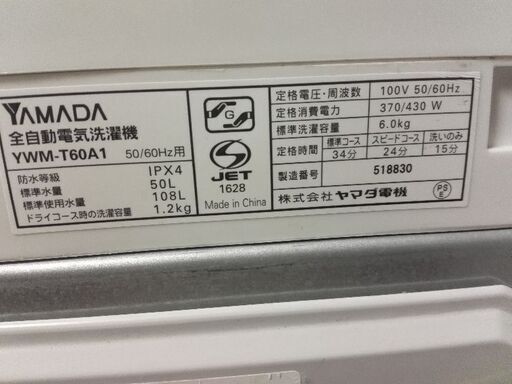 YAMADA
全自動電気洗濯機
YWM-T60A1 50/60Hz用
防水等級 IPX4
標準水量 50L
標準使用水量 108L
ドライコース時の洗濯容量 1.2kg
G
S
JET
1628
Made in China
定格電圧・周波数 100V 50/60Hz
定格消費電力 370/430 W
標準洗濯容量 6.0kg
定格時間 標準コース スピードコース 洗いのみ
34分 24分 15分
製造番号 518830
株式会社 ヤマダ電機
PS
E